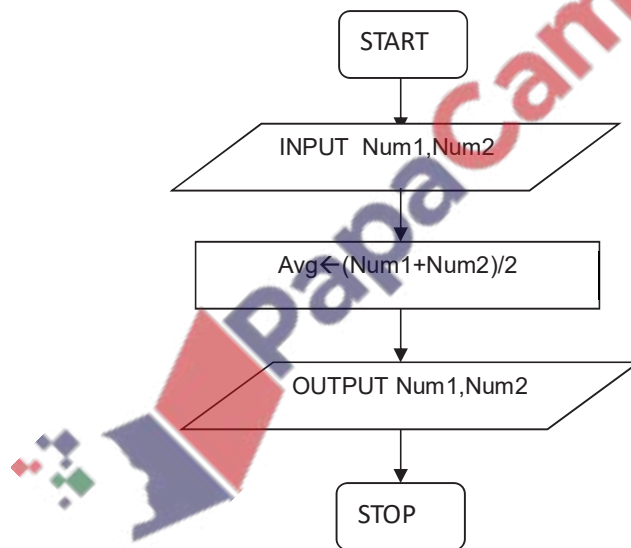 START
INPUT Num1,Num2
Avg←(Num1+Num2)/2
OUTPUT Num1,Num2
STOP
PapaCam